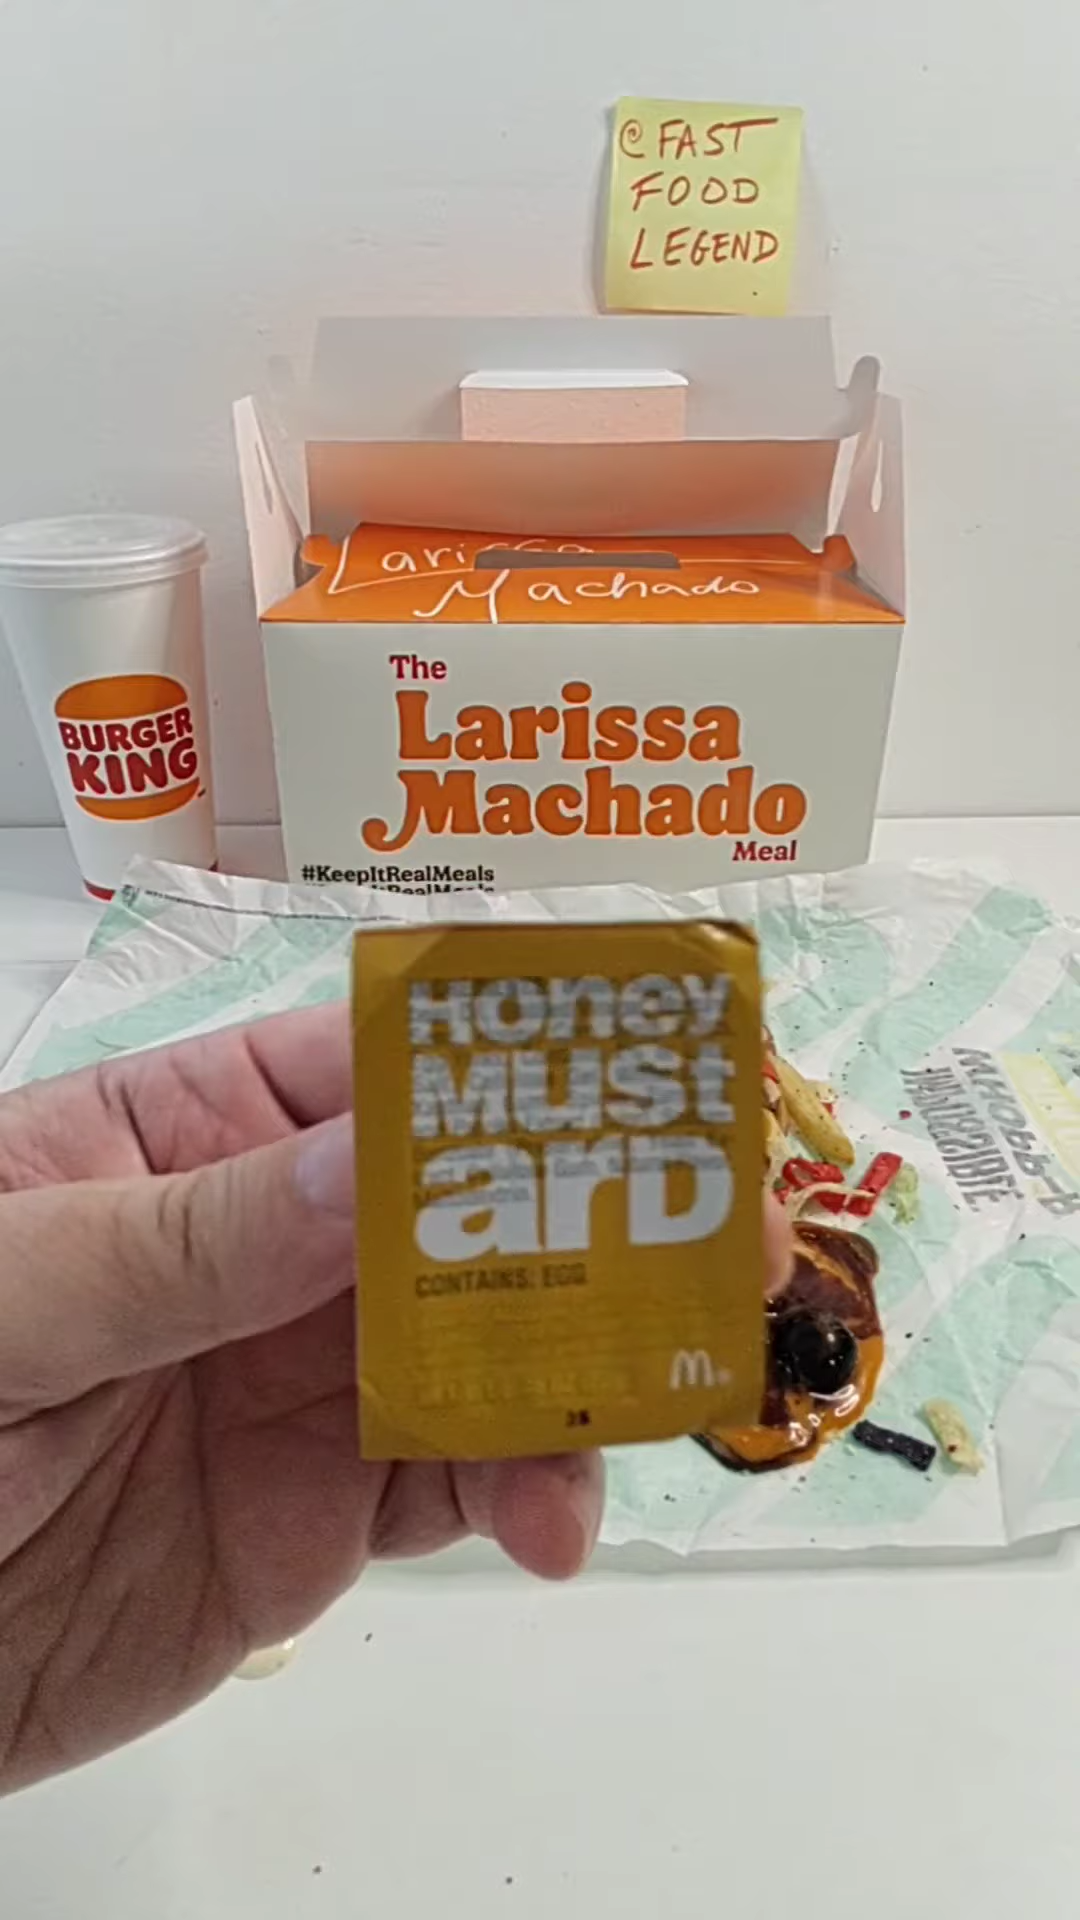 @ FAST
FOOD
LEGEND
Larissa
Machado
The
Larissa
Machado
Meal
#KeepItRealMeals
BURGER
KING
Honey
MUST
arD
CONTAINS: EGG